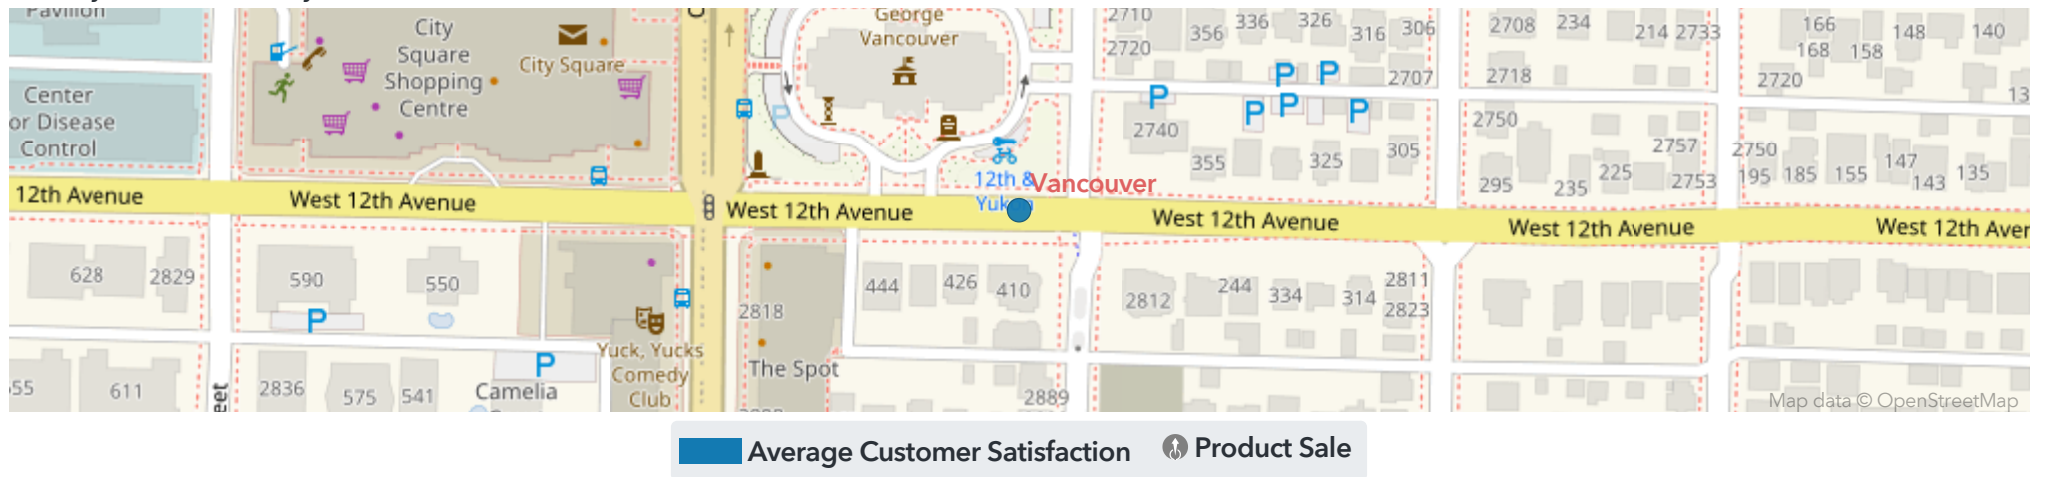 Pavilion
Center
or Disease
Control
City
Square
Shopping
Centre
City Square
George
Vancouver
2710
2720
356
336
326
316
306
2707
2708
234
214
2733
2718
166
168
158
148
140
2720
13
P
P
P
P
P
P
P
2740
355
325
305
2750
2757
295
235
225
2753
2750
195
185
155
147
143
135
12th &
Yukon
Vancouver
12th Avenue
West 12th Avenue
West 12th Avenue
West 12th Avenue
West 12th Avenue
West 12th Aven
628
2829
590
550
P
444
426
410
2812
244
334
314
2811
2823
2818
The Spot
Yuck, Yucks
Comedy
Club
P
Camelia
611
2836
575
541
2889
Map data © OpenStreetMap
Average Customer Satisfaction
Product Sale